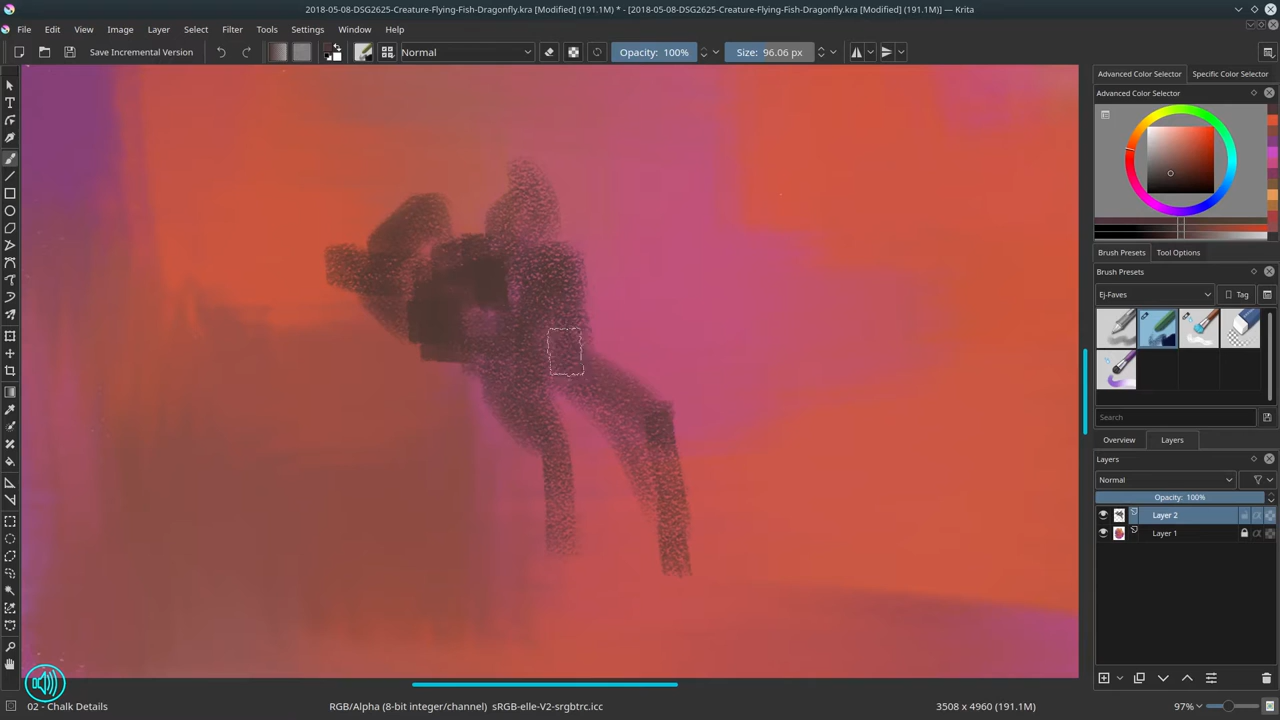 2018-05-08-DSG2625-Creature-Flying-Fish-Dragonfly.kra [Modified] (191.1M) * - [2018-05-08-DSG2625-Creature-Flying-Fish-Dragonfly.kra [Modified] (191.1M)] — Krita
File Edit View Image Layer Select Filter Tools Settings Window Help
Save Incremental Version
Normal
Opacity: 100%
Size: 96.06 px
Advanced Color Selector Specific Color Selector
Advanced Color Selector
Brush Presets Tool Options
Brush Presets
Ej-Faves
Tag
Search
Overview Layers
Layers
Normal
Opacity: 100%
Layer 2
Layer 1
02 - Chalk Details
RGB/Alpha (8-bit integer/channel) sRGB-elle-V2-srgbtrc.icc
3508 x 4960 (191.1M)
97%